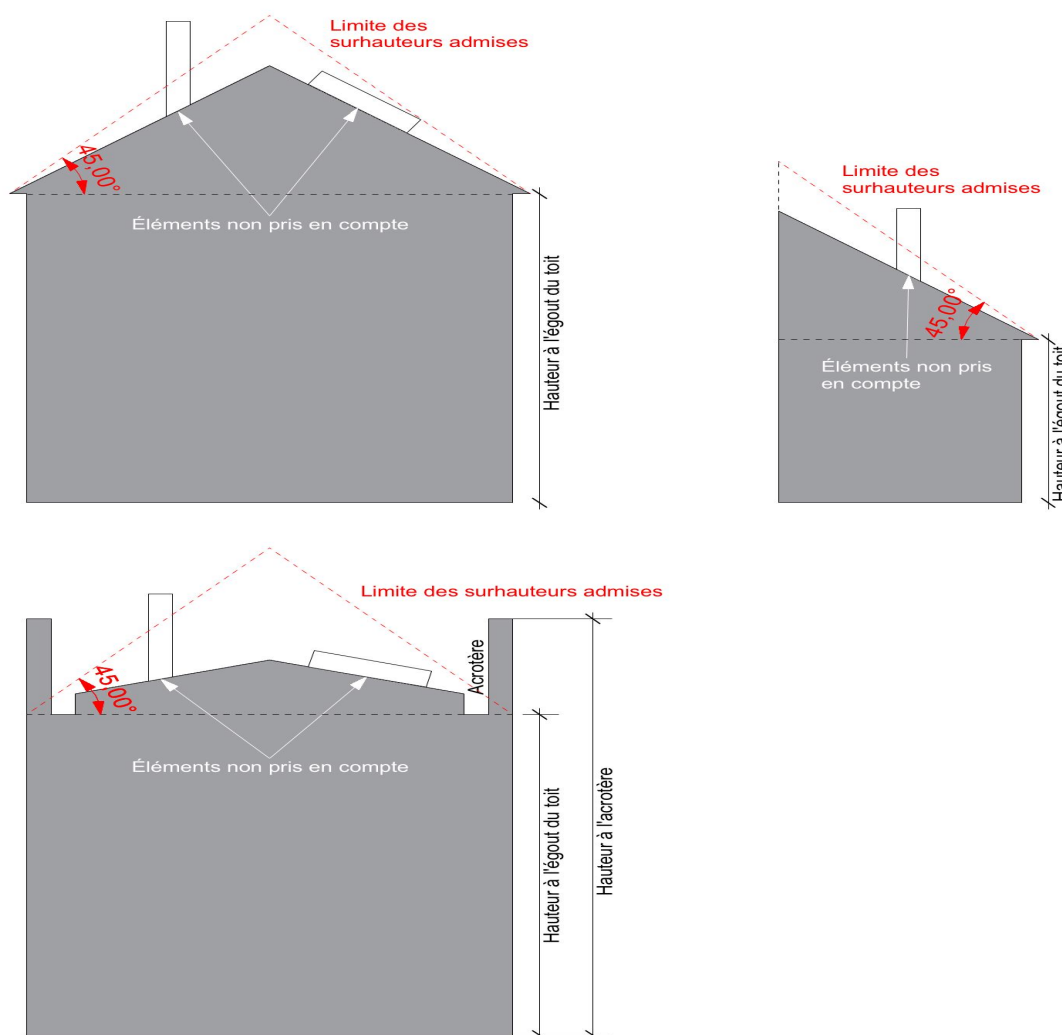 Limite des
surhauteurs admises
45,00°
Éléments non pris en compte
Hauteur à l'égout du toit
Limite des
surhauteurs admises
45,00°
Éléments non pris
en compte
Hauteur à l'égout du toit
Limite des surhauteurs admises
45,00°
Acrotère
Éléments non pris en compte
Hauteur à l'égout du toit
Hauteur à l'acrotère